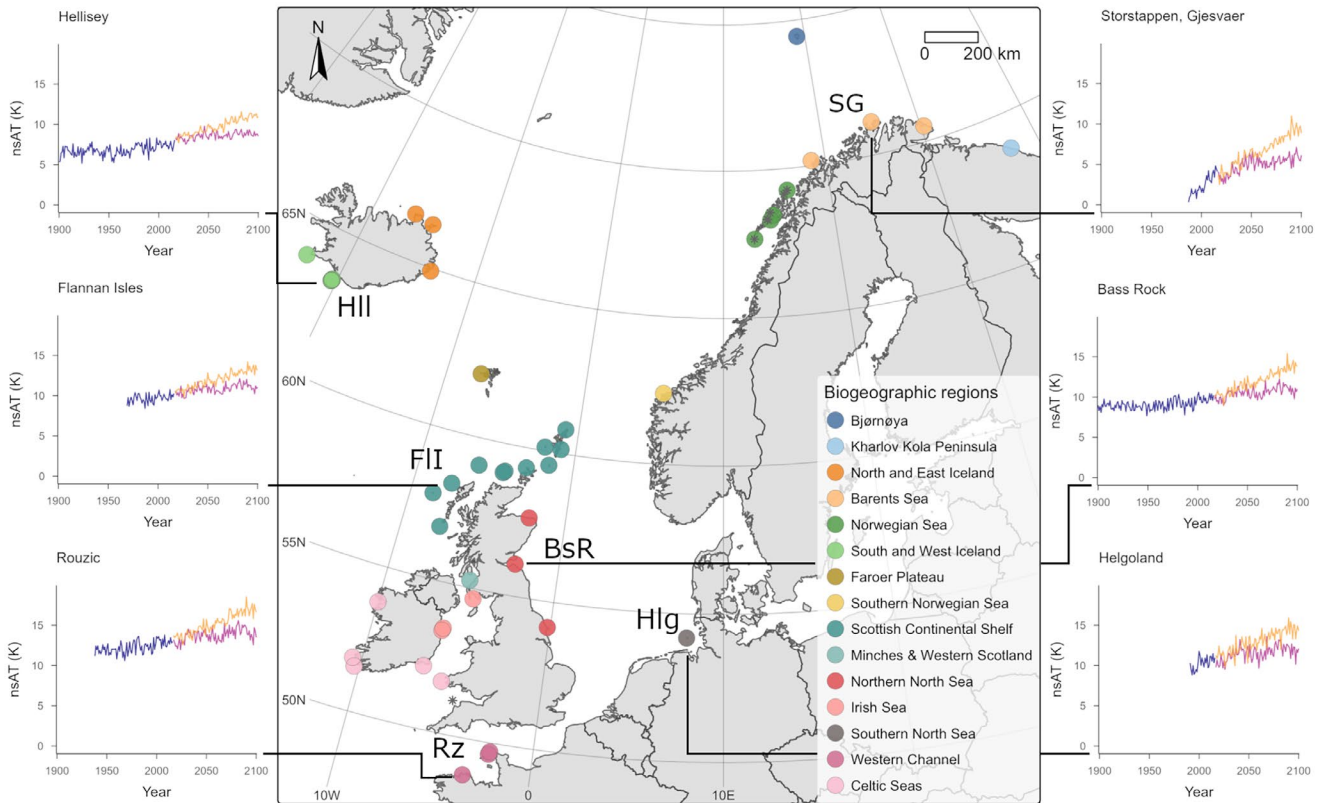 Hellisey
nsAT (K)
15
10
5
0
1900 1950 2000 2050 2100
Year
Flannan Isles
nsAT (K)
15
10
5
0
1900 1950 2000 2050 2100
Year
Rouzic
nsAT (K)
15
10
5
0
1900 1950 2000 2050 2100
Year
N
0 200 km
65N
60N
55N
50N
10W
0
10E
SG
Hll
FlI
BsR
Hlg
Rz
Biogeographic regions
Bjørnøya
Kharlov Kola Peninsula
North and East Iceland
Barents Sea
Norwegian Sea
South and West Iceland
Faroer Plateau
Southern Norwegian Sea
Scottish Continental Shelf
Minches & Western Scotland
Northern North Sea
Irish Sea
Southern North Sea
Western Channel
Celtic Seas
Storstappen, Gjesvaer
nsAT (K)
15
10
5
0
1900 1950 2000 2050 2100
Year
Bass Rock
nsAT (K)
15
10
5
0
1900 1950 2000 2050 2100
Year
Helgoland
nsAT (K)
15
10
5
0
1900 1950 2000 2050 2100
Year